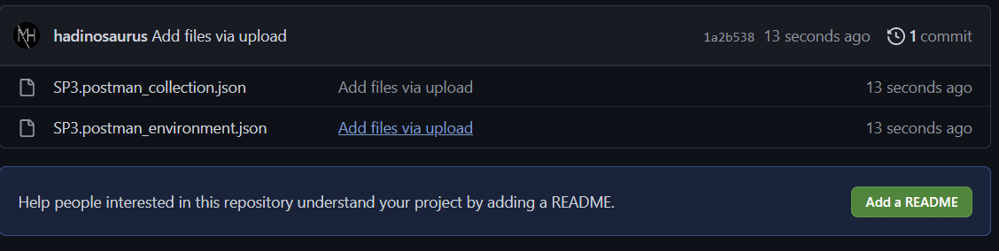 MH hadinosaurus Add files via upload 1a2b538 13 seconds ago 1 commit
SP3.postman_collection.json Add files via upload 13 seconds ago
SP3.postman_environment.json Add files via upload 13 seconds ago
Help people interested in this repository understand your project by adding a README. Add a README